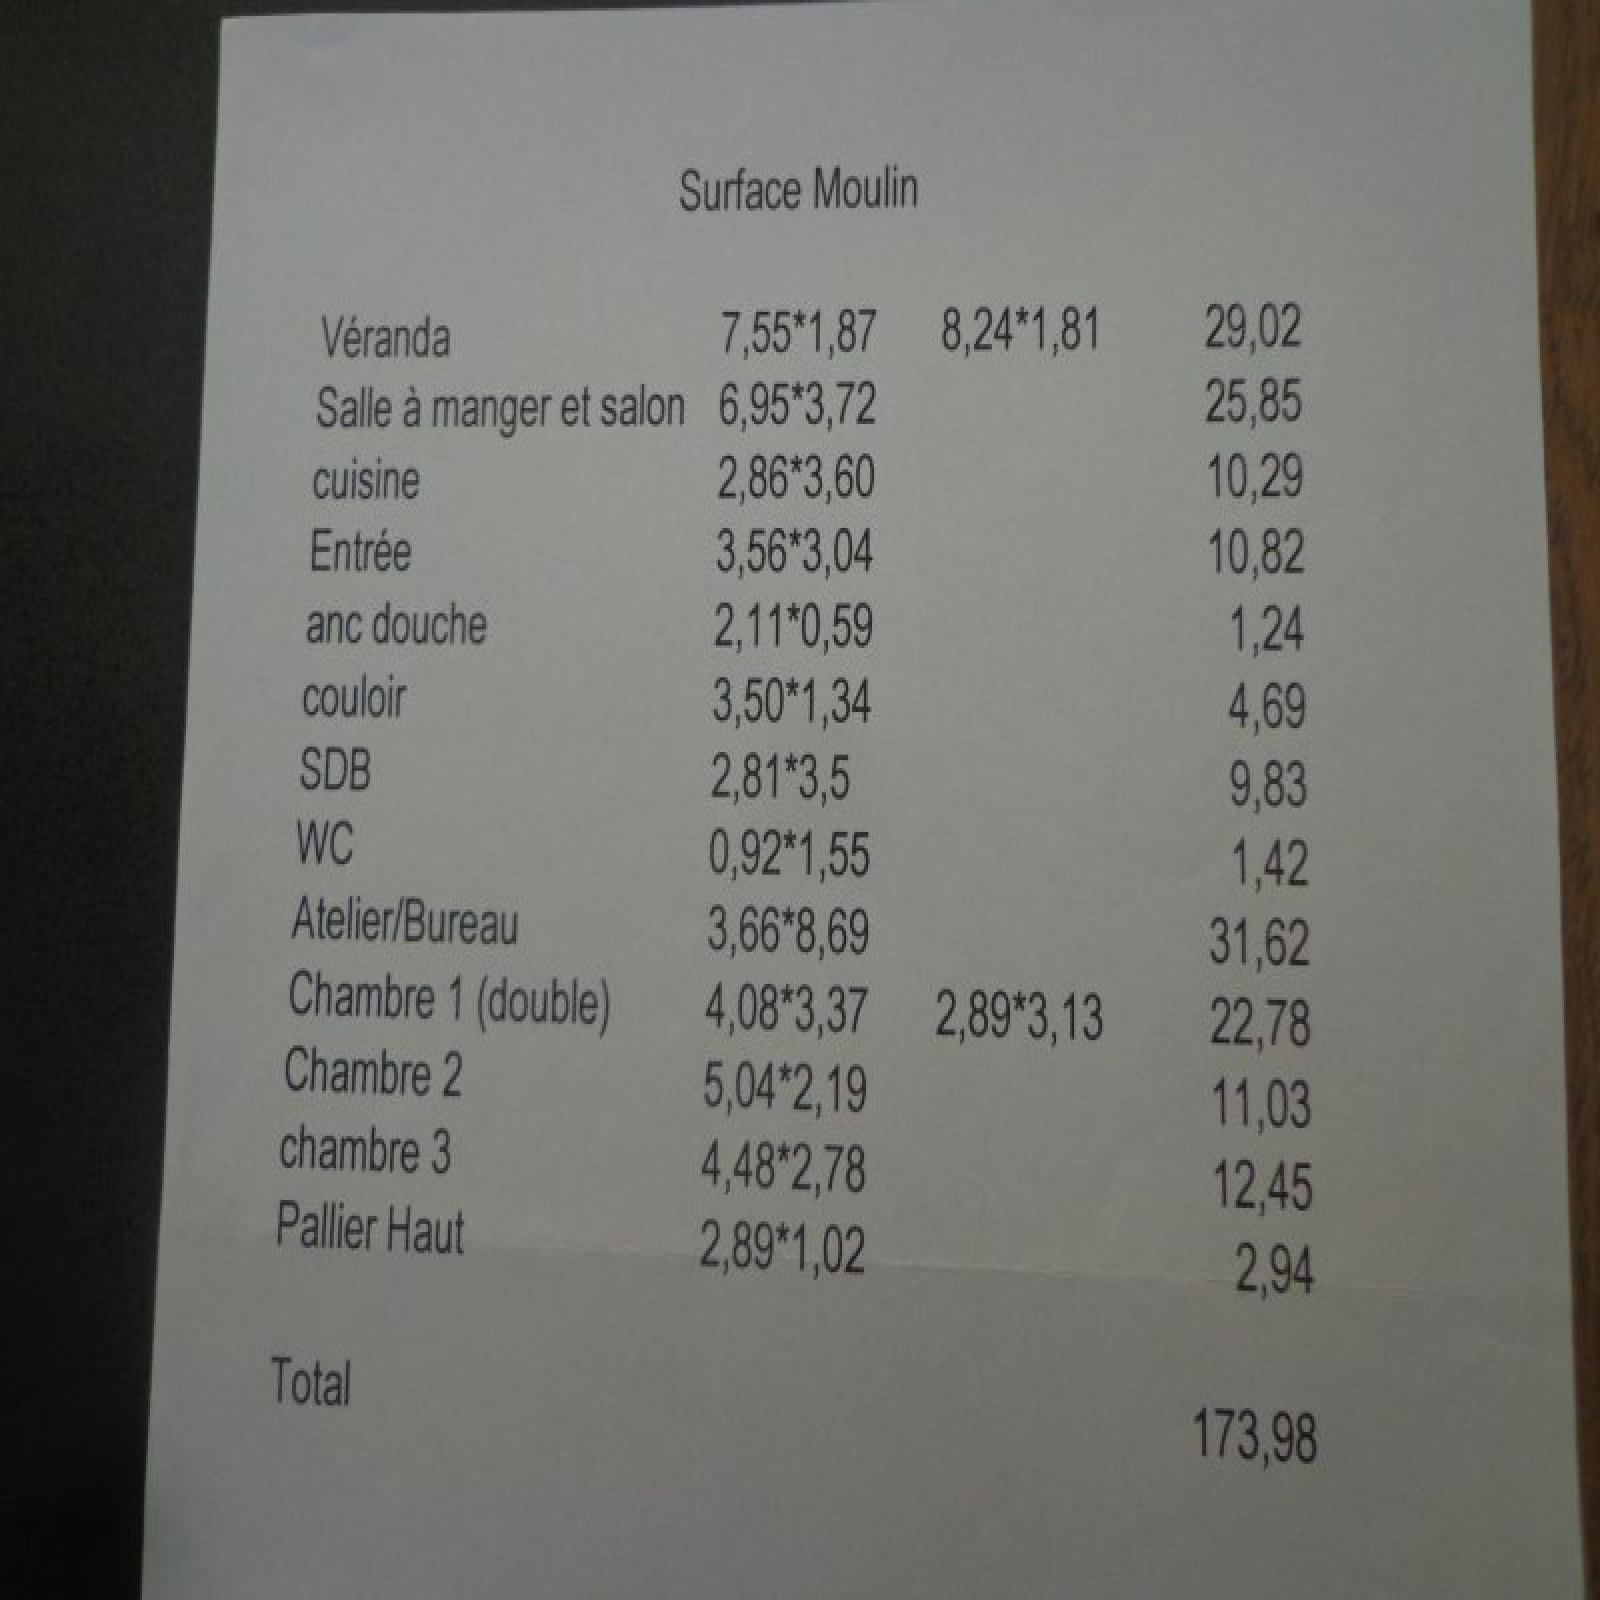 Surface Moulin
Véranda 7,55*1,87 8,24*1,81 29,02
Salle à manger et salon 6,95*3,72 25,85
cuisine 2,86*3,60 10,29
Entrée 3,56*3,04 10,82
anc douche 2,11*0,59 1,24
couloir 3,50*1,34 4,69
SDB 2,81*3,5 9,83
WC 0,92*1,55 1,42
Atelier/Bureau 3,66*8,69 31,62
Chambre 1 (double) 4,08*3,37 2,89*3,13 22,78
Chambre 2 5,04*2,19 11,03
chambre 3 4,48*2,78 12,45
Pallier Haut 2,89*1,02 2,94
Total 173,98